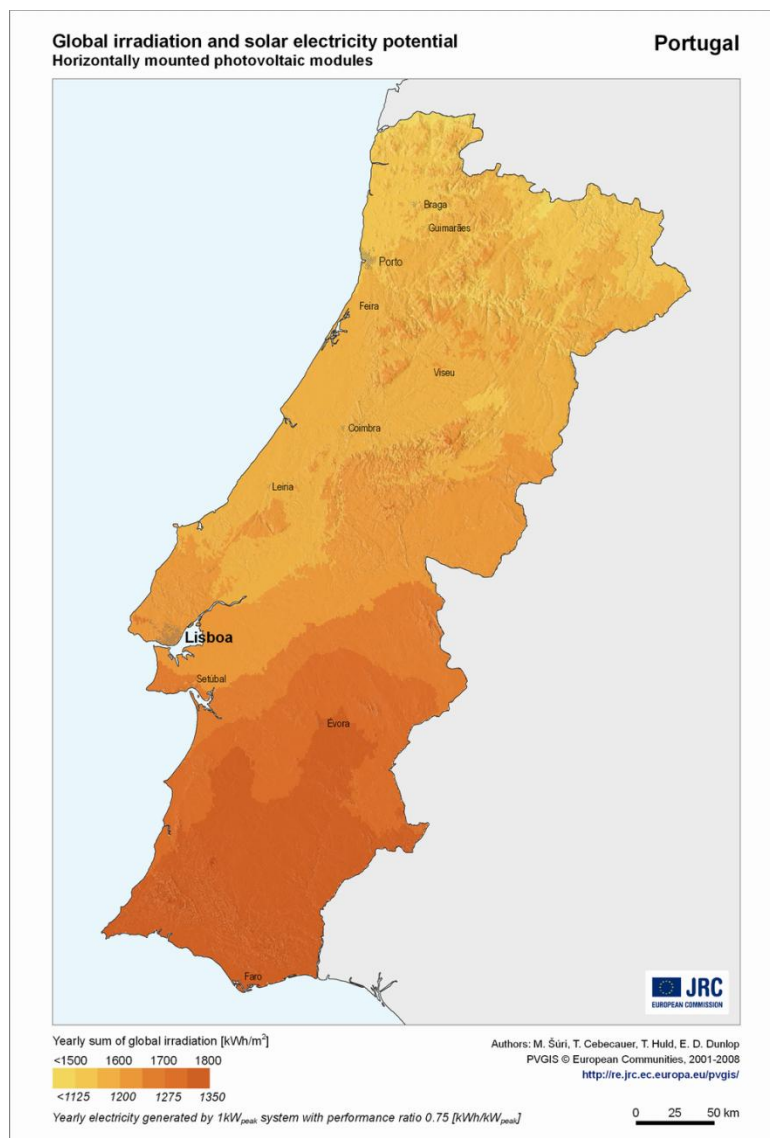 Global irradiation and solar electricity potential
Horizontally mounted photovoltaic modules
Portugal
Braga
Guimarães
Porto
Feira
Viseu
Coimbra
Leiria
Lisboa
Setúbal
Évora
Faro
JRC
EUROPEAN COMMISSION
Yearly sum of global irradiation [kWh/m²]
<1500 1600 1700 1800
<1125 1200 1275 1350
Yearly electricity generated by 1kWpeak system with performance ratio 0.75 [kWh/kWpeak]
Authors: M. Šúri, T. Cebecauer, T. Huld, E. D. Dunlop
PVGIS © European Communities, 2001-2008
http://re.jrc.ec.europa.eu/pvgis/
0 25 50 km